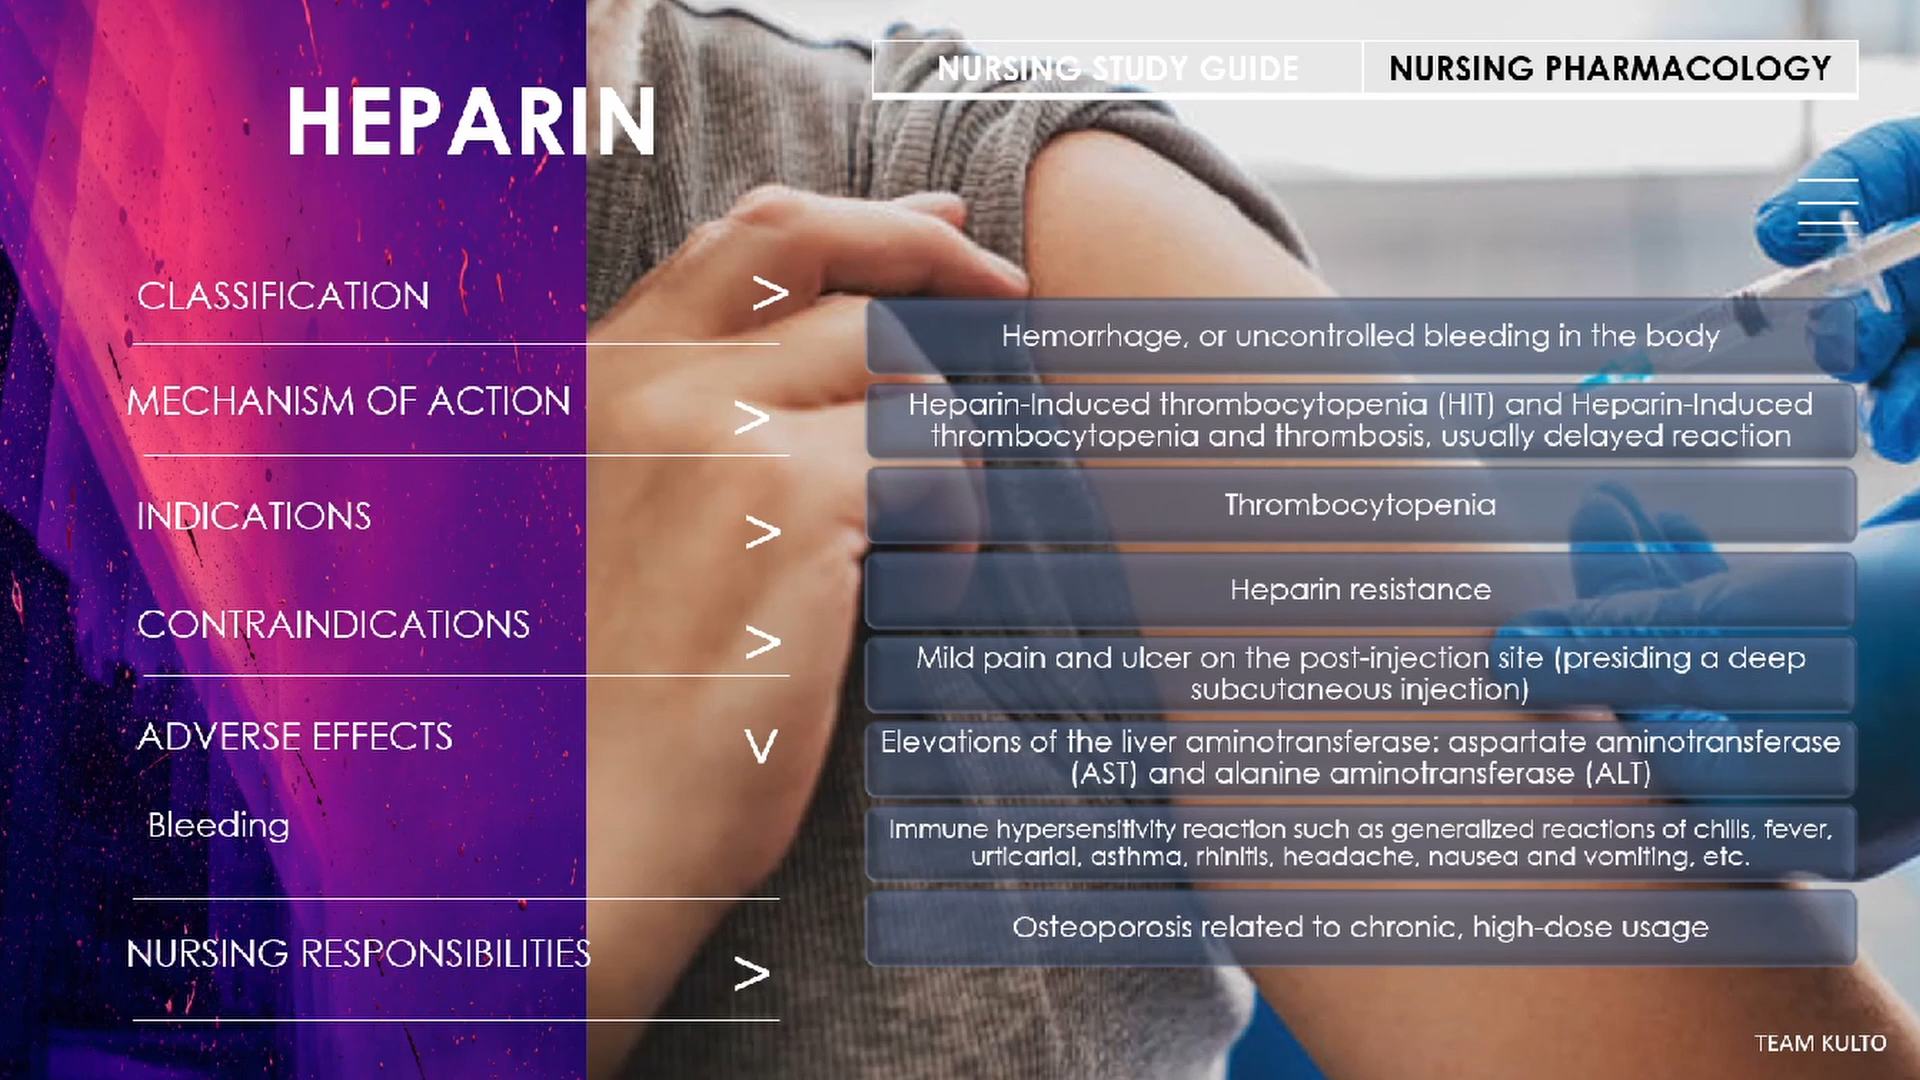 NURSING STUDY GUIDE
NURSING PHARMACOLOGY
HEPARIN
CLASSIFICATION >
MECHANISM OF ACTION >
INDICATIONS >
CONTRAINDICATIONS >
ADVERSE EFFECTS V
Bleeding
NURSING RESPONSIBILITIES >
Hemorrhage, or uncontrolled bleeding in the body
Heparin-Induced thrombocytopenia (HIT) and Heparin-Induced
thrombocytopenia and thrombosis, usually delayed reaction
Thrombocytopenia
Heparin resistance
Mild pain and ulcer on the post-injection site (presiding a deep
subcutaneous injection)
Elevations of the liver aminotransferase: aspartate aminotransferase
(AST) and alanine aminotransferase (ALT)
Immune hypersensitivity reaction such as generalized reactions of chills, fever,
urticarial, asthma, rhinitis, headache, nausea and vomiting, etc.
Osteoporosis related to chronic, high-dose usage
TEAM KULTO